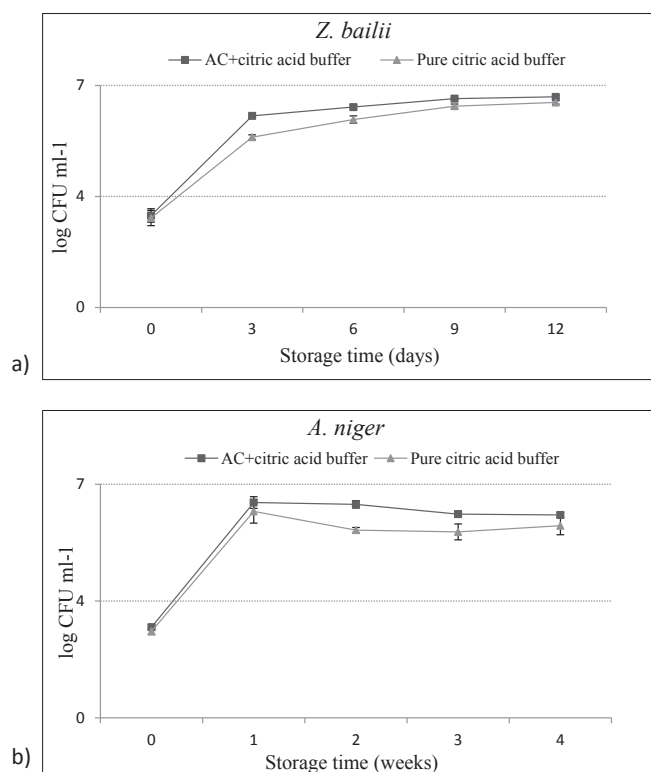 Z. bailii
AC+citric acid buffer Pure citric acid buffer
7
4
0
log CFU ml-1
0 3 6 9 12
Storage time (days)
a)
A. niger
AC+citric acid buffer Pure citric acid buffer
7
4
0
log CFU ml-1
0 1 2 3 4
Storage time (weeks)
b)